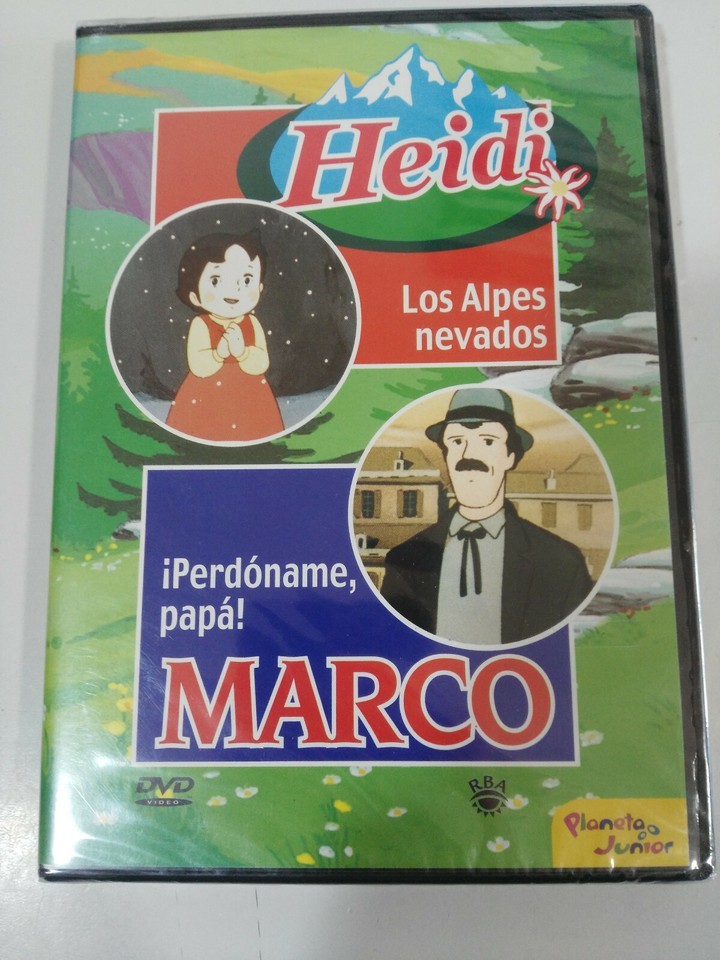 Heidi
Los Alpes
nevados
¡Perdóname,
papá!
MARCO
DVD
VIDEO
RBA
Planeta
Junior